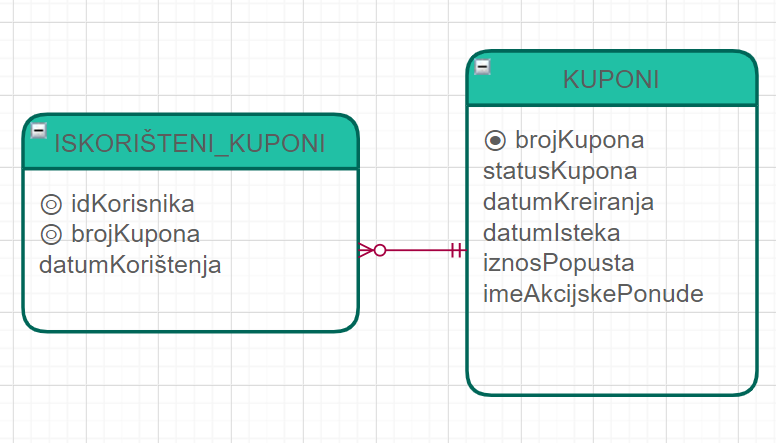 ISKORIŠTENI_KUPONI
idKorisnika
brojKupona
datumKorištenja
KUPONI
brojKupona
statusKupona
datumKreiranja
datumIsteka
iznosPopusta
imeAkcijskePonude